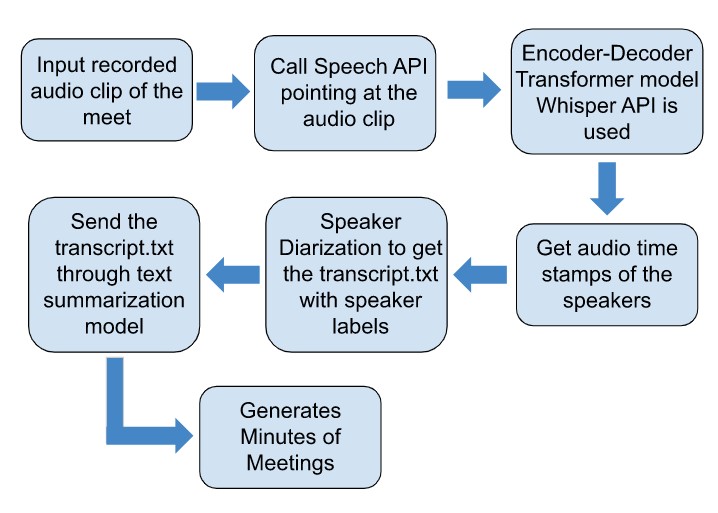 Input recorded
audio clip of the
meet
Call Speech API
pointing at the
audio clip
Encoder-Decoder
Transformer model
Whisper API is
used
Get audio time
stamps of the
speakers
Speaker
Diarization to get
the transcript.txt
with speaker
labels
Send the
transcript.txt
through text
summarization
model
Generates
Minutes of
Meetings